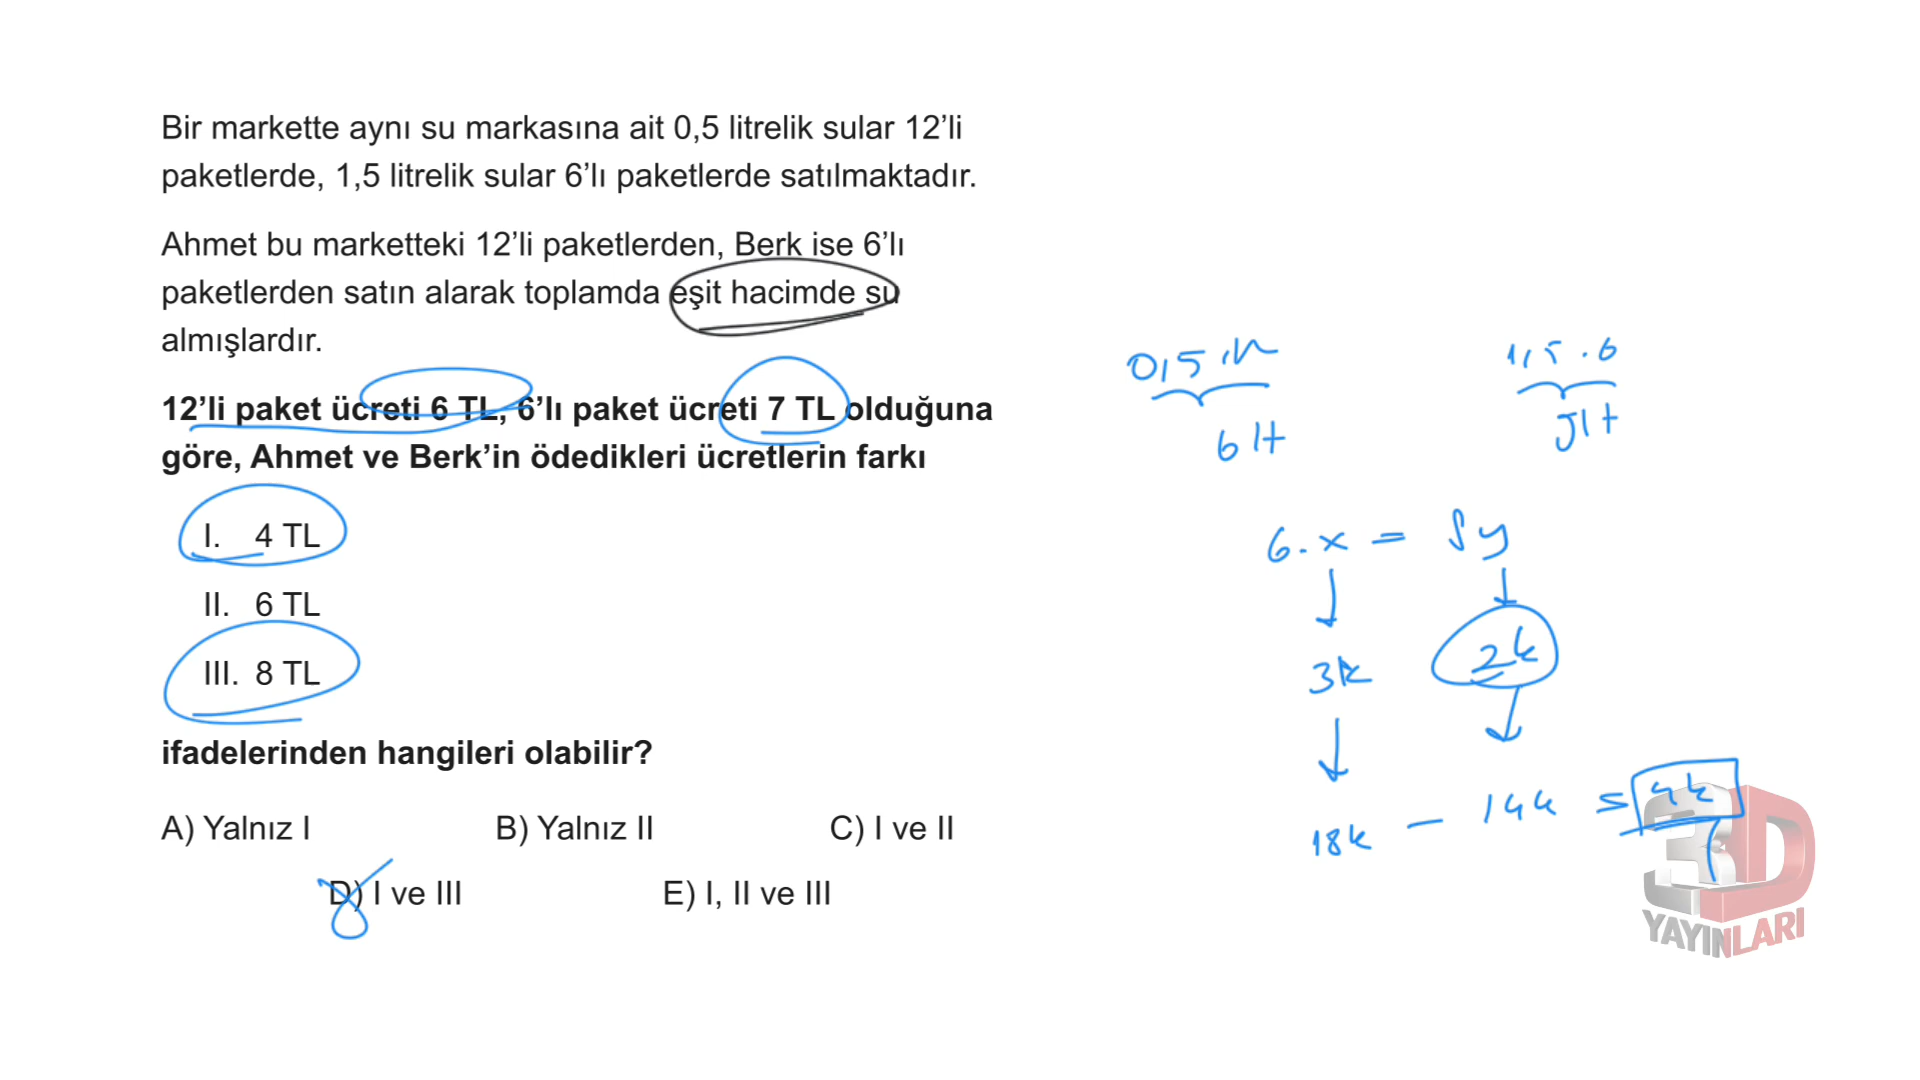 Bir markette aynı su markasına ait 0,5 litrelik sular 12’li
paketlerde, 1,5 litrelik sular 6’lı paketlerde satılmaktadır.
Ahmet bu marketteki 12’li paketlerden, Berk ise 6’lı
paketlerden satın alarak toplamda eşit hacimde su
almışlardır.
12’li paket ücreti 6 TL, 6’lı paket ücreti 7 TL olduğuna
göre, Ahmet ve Berk’in ödedikleri ücretlerin farkı
I. 4 TL
II. 6 TL
III. 8 TL
ifadelerinden hangileri olabilir?
A) Yalnız I B) Yalnız II C) I ve II
D) I ve III E) I, II ve III
0,5 . 12 1,5 . 6
6 lt 9 lt
6 . x = 9y
3k 2k
18k - 14k = 4k
3D
YAYINLARI